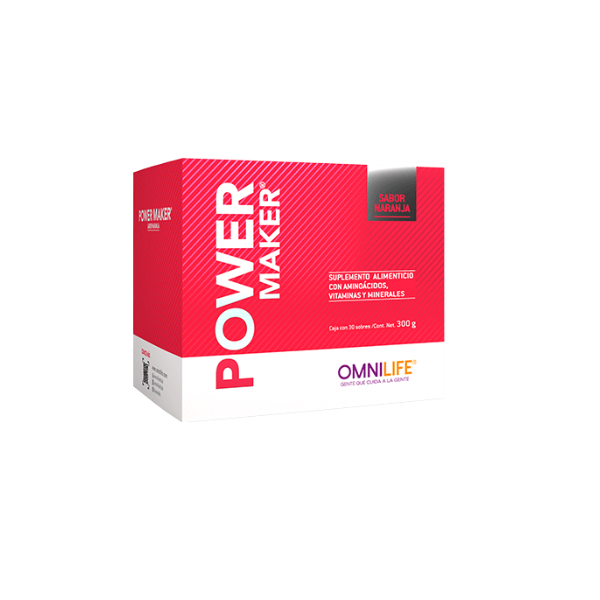 POWER
MAKER®
SABOR
NARANJA
SUPLEMENTO ALIMENTICIO
CON AMINOÁCIDOS,
VITAMINAS Y MINERALES
Caja con 30 sobres /Cont. Net. 300 g
OMNILIFE®
GENTE QUE CUIDA A LA GENTE
POWER MAKER®